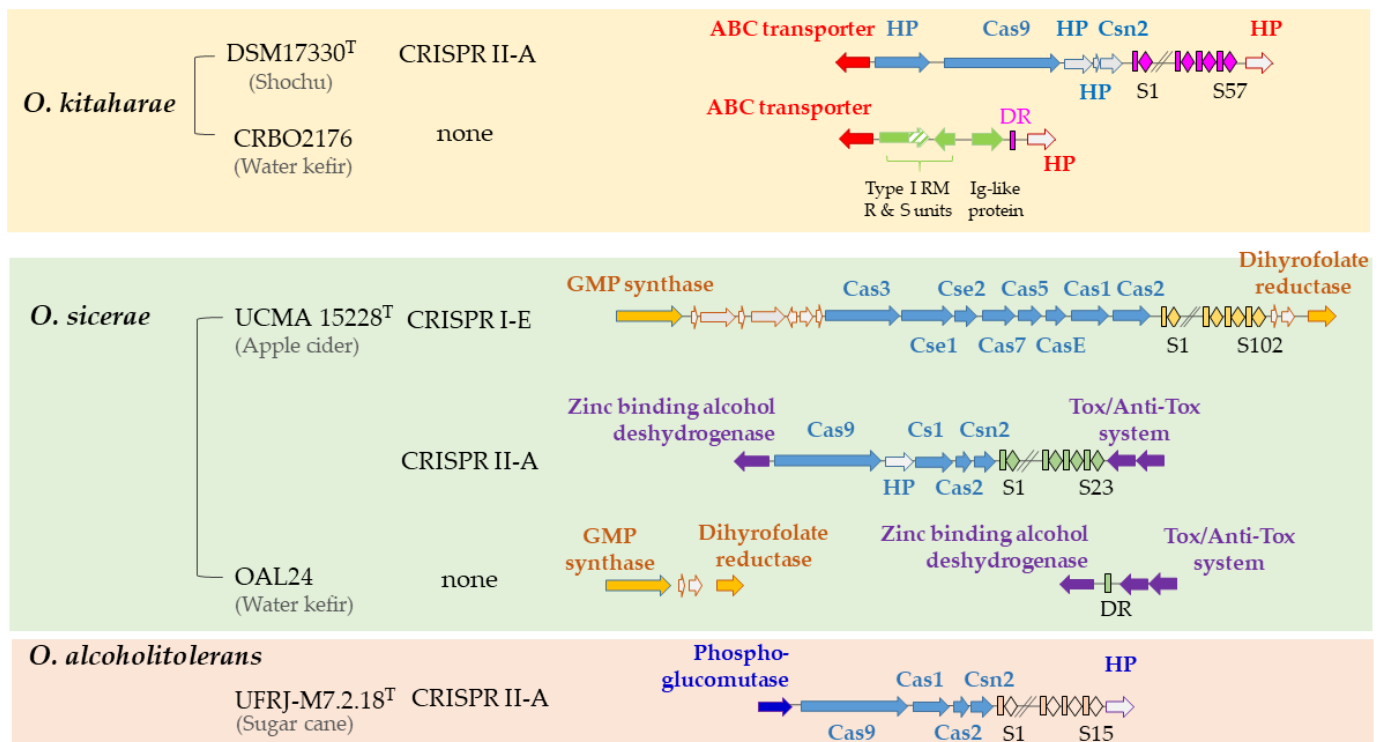 ABC transporter HP Cas9 HP Csn2 HP
DSM17330T CRISPR II-A
(Shochu)
HP S1 S57
O. kitaharae
ABC transporter DR
CRBO2176 none
(Water kefir)
HP
Type I RM Ig-like
R & S units protein
Dihyrofolate
reductase
GMP synthase Cas3 Cse2 Cas5 Cas1 Cas2
O. sicerae
UCMA 15228T CRISPR I-E
(Apple cider)
Cse1 Cas7 CasE S1 S102
Zinc binding alcohol
deshydrogenase
Cas9 Cs1 Csn2
Tox/Anti-Tox
system
CRISPR II-A
HP Cas2 S1 S23
GMP
synthase
Dihyrofolate
reductase
Zinc binding alcohol
deshydrogenase
Tox/Anti-Tox
system
OAL24 none
(Water kefir)
DR
O. alcoholitolerans
Phospho-
glucomutase
Cas1 Csn2 HP
UFRJ-M7.2.18T CRISPR II-A
(Sugar cane)
Cas9 Cas2 S1 S15